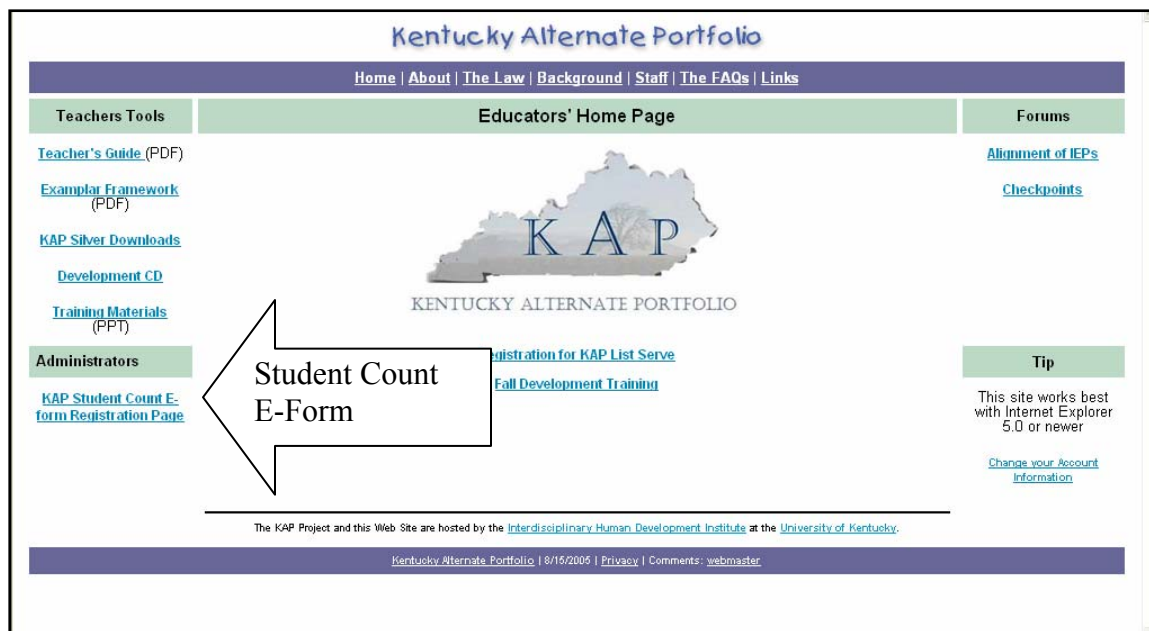 Kentucky Alternate Portfolio
Home | About | The Law | Background | Staff | The FAQs | Links
Teachers Tools
Teacher's Guide (PDF)
Examplar Framework
(PDF)
KAP Silver Downloads
Development CD
Training Materials
(PPT)
Administrators
KAP Student Count E-
form Registration Page
Educators' Home Page
K A P
KENTUCKY ALTERNATE PORTFOLIO
egistration for KAP List Serve
Fall Development Training
Student Count
E-Form
Forums
Alignment of IEPs
Checkpoints
Tip
This site works best
with Internet Explorer
5.0 or newer
Change your Account
Information
The KAP Project and this Web Site are hosted by the Interdisciplinary Human Development Institute at the University of Kentucky.
Kentucky Alternate Portfolio | 8/15/2005 | Privacy | Comments: webmaster